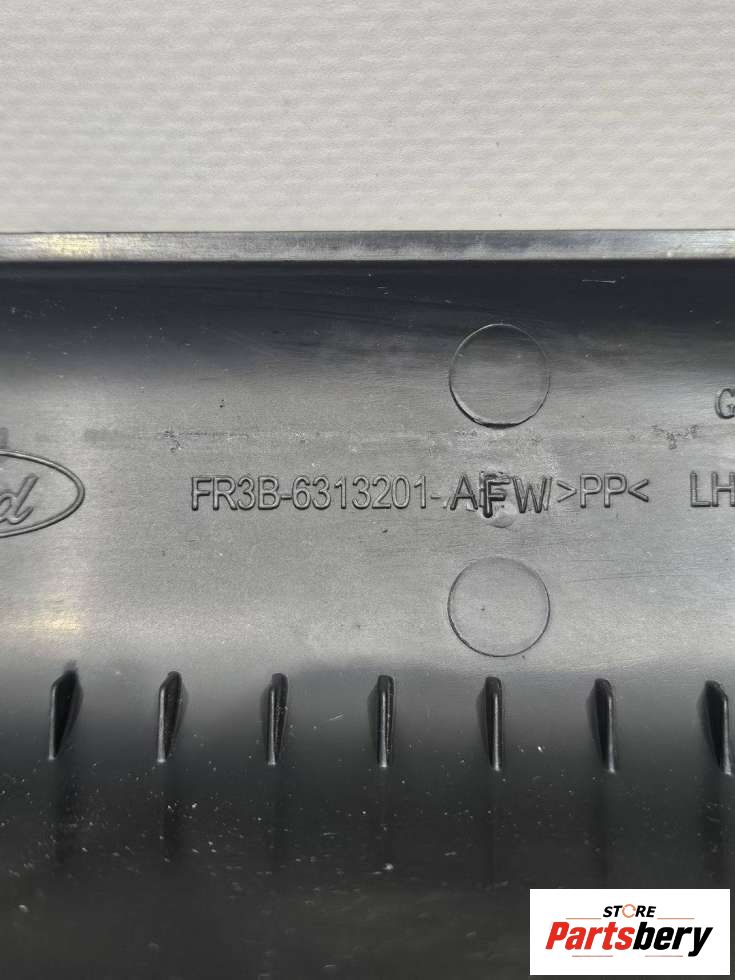 G
FR3B-6313201-AFW >PP< LH
STORE
Partsbery